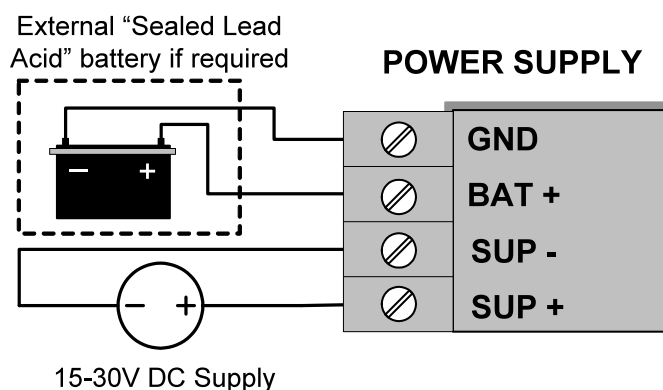 External “Sealed Lead
Acid” battery if required
POWER SUPPLY
GND
BAT +
SUP -
SUP +
− +
− +
15-30V DC Supply